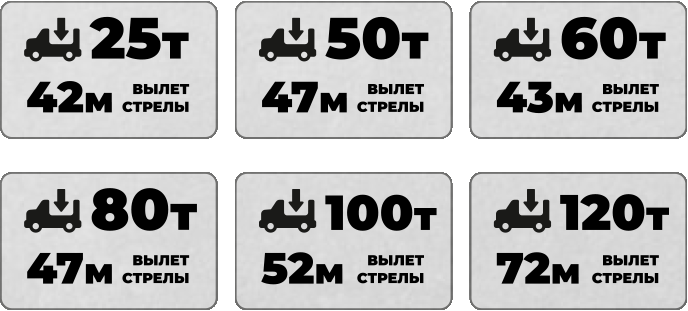 25т
42м ВЫЛЕТ СТРЕЛЫ
50т
47м ВЫЛЕТ СТРЕЛЫ
60т
43м ВЫЛЕТ СТРЕЛЫ
80т
47м ВЫЛЕТ СТРЕЛЫ
100т
52м ВЫЛЕТ СТРЕЛЫ
120т
72м ВЫЛЕТ СТРЕЛЫ